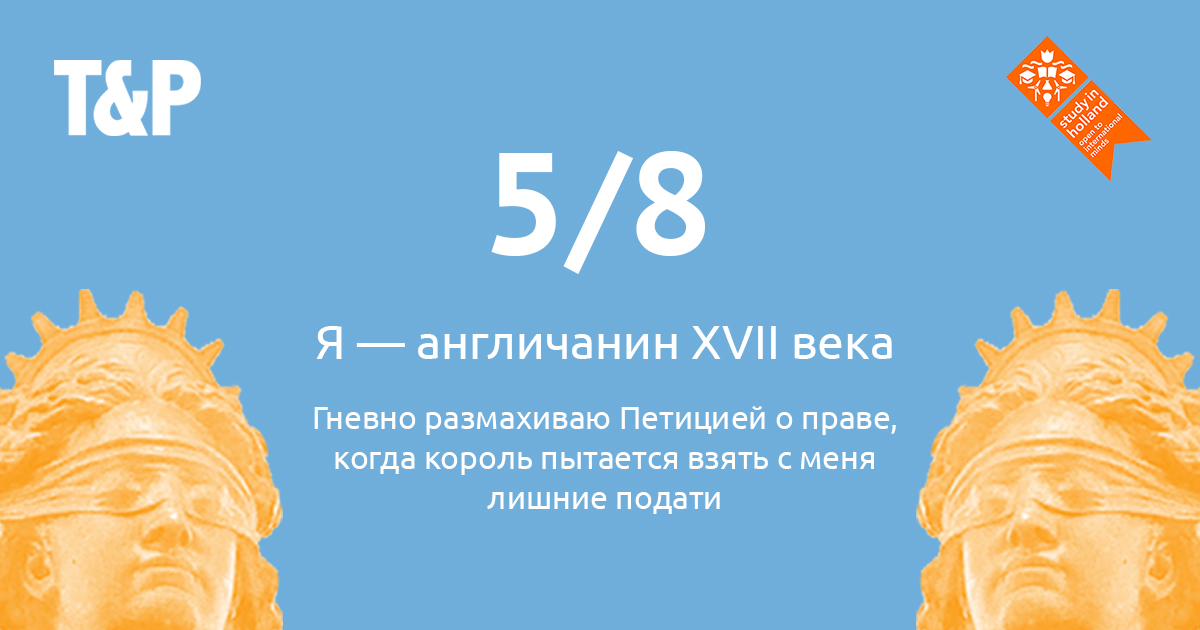 T&P
study in
holland
open to
international
minds
5/8
Я — англичанин XVII века
Гневно размахиваю Петицией о праве,
когда король пытается взять с меня
лишние подати